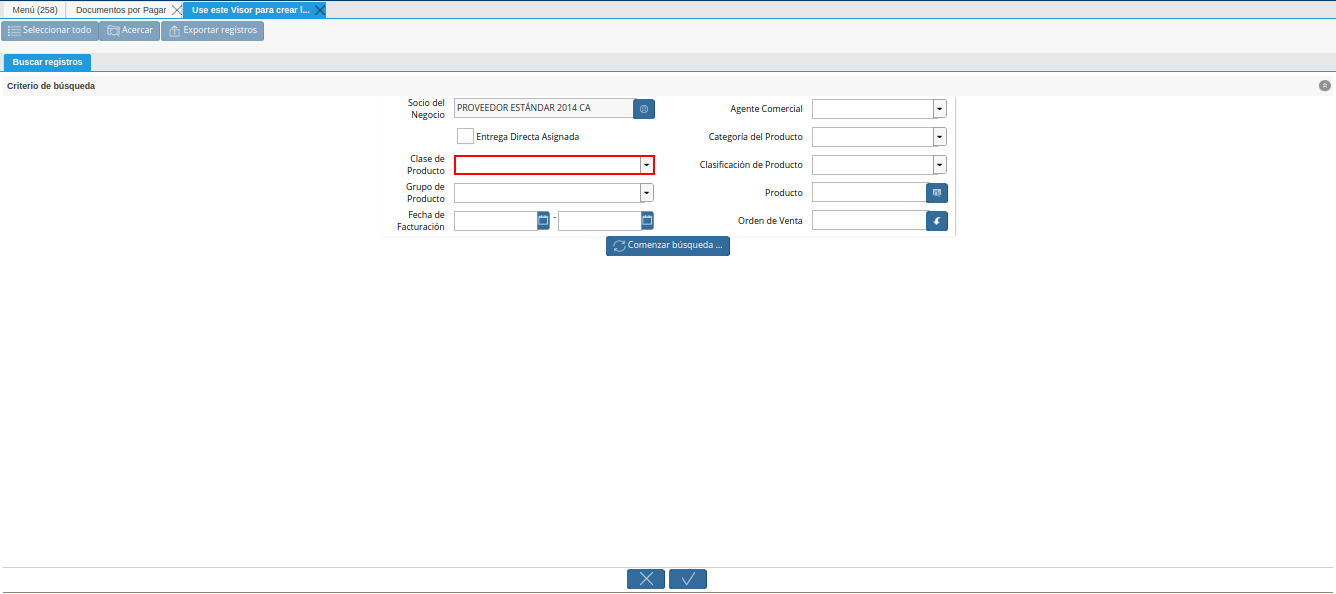 Menú (258)
Documentos por Pagar
Use este Visor para crear l...
Seleccionar todo
Acercar
Exportar registros
Buscar registros
Criterio de búsqueda
Socio del
Negocio
PROVEEDOR ESTÁNDAR 2014 CA
Agente Comercial
Entrega Directa Asignada
Categoría del Producto
Clase de
Producto
Clasificación de Producto
Grupo de
Producto
Producto
Fecha de
Facturación
-
Orden de Venta
Comenzar búsqueda ...